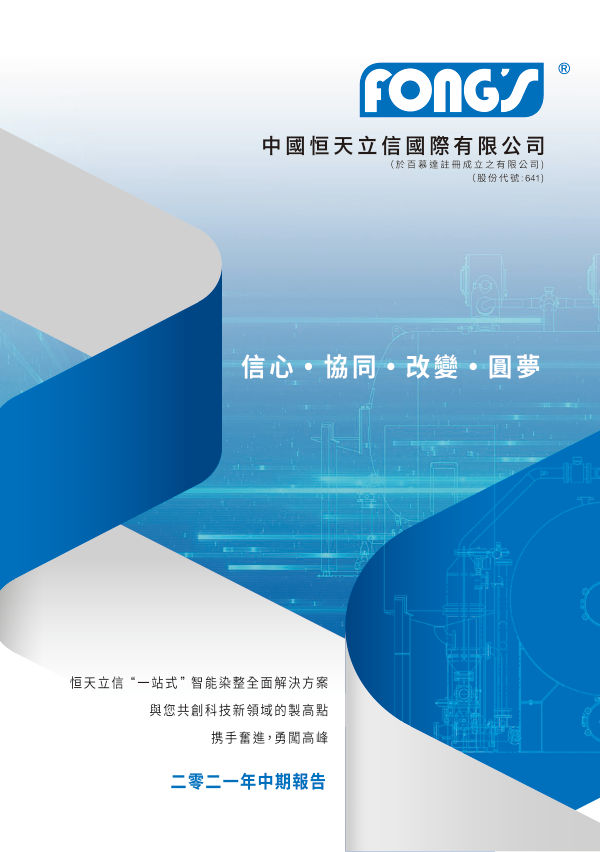 FONG'S ®
中國恒天立信國際有限公司
(於百慕達註冊成立之有限公司)
(股份代號:641)
信心•協同•改變•圓夢
恒天立信“一站式”智能染整全面解決方案
與您共創科技新領域的製高點
携手奮進,勇闖高峰
二零二一年中期報告